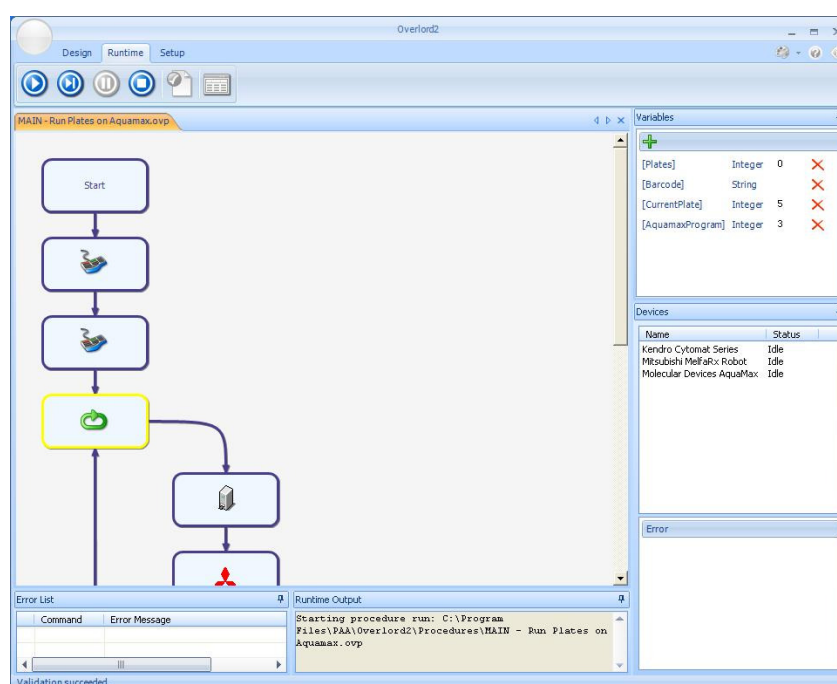 Overlord2
Design Runtime Setup
MAIN - Run Plates on Aquamax.ovp
Start
Variables
[Plates] Integer 0
[Barcode] String
[CurrentPlate] Integer 5
[AquamaxProgram] Integer 3
Devices
Name Status
Kendro Cytomat Series Idle
Mitsubishi MelfaRx Robot Idle
Molecular Devices AquaMax Idle
Error
Error List
Command Error Message
Runtime Output
Starting procedure run: C:\Program
Files\PAA\Overlord2\Procedures\MAIN - Run Plates on
Aquamax.ovp
Validation succeeded